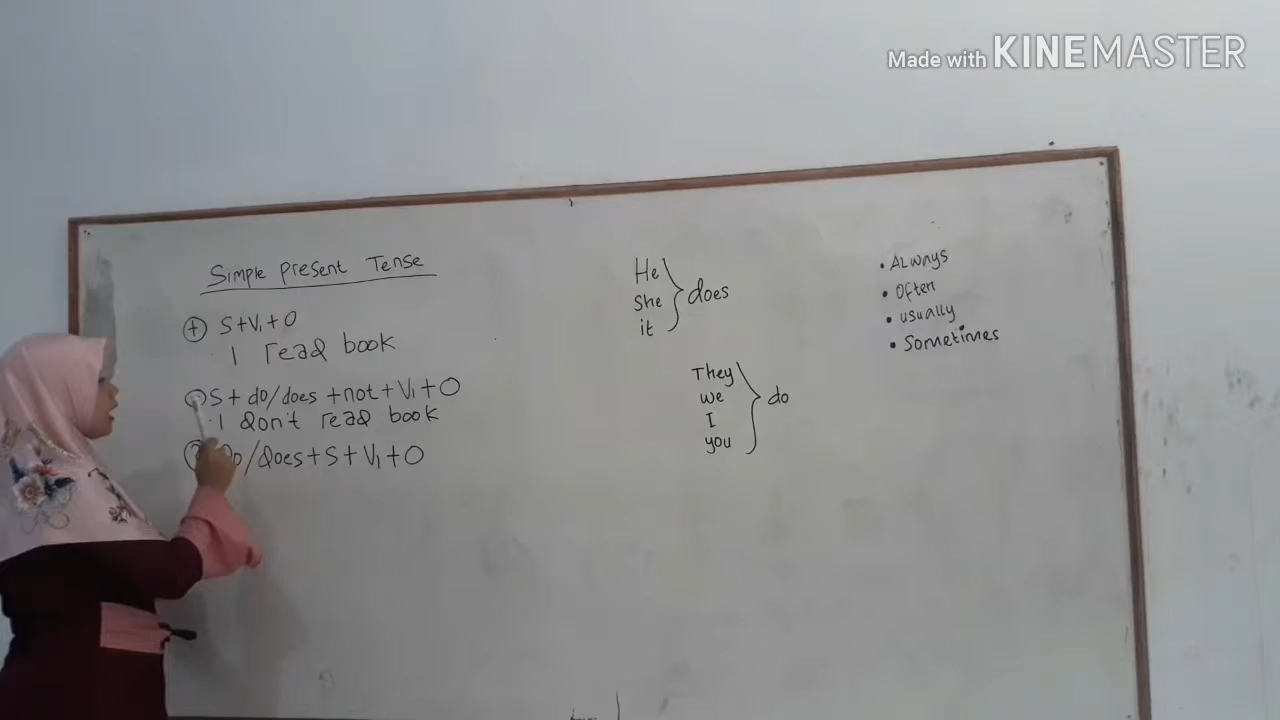 Made with KINEMASTER
Simple Present Tense
(+) S+V1+O
I read book
S + do/does +not+V1+O
I don't read book
(?) Do/Does+S+V1+O
He
She
it
does
They
we
I
you
do
• Always
• Often
• usually
• Sometimes